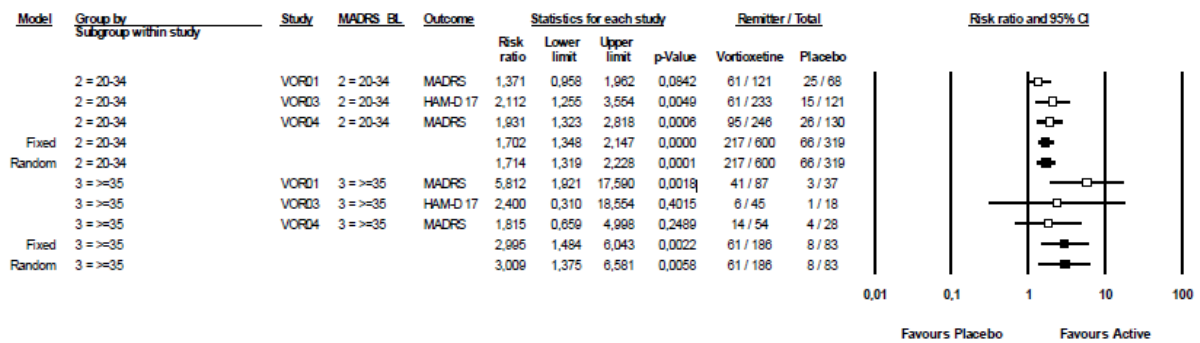 Model Group by Study MADRS_BL Outcome Statistics for each study Remitter / Total Risk ratio and 95% CI
Subgroup within study
Risk Lower Upper
ratio limit limit p-Value Vortioxetine Placebo
2 = 20-34 VOR01 2 = 20-34 MADRS 1,371 0,958 1,962 0,0842 61 / 121 25 / 68
2 = 20-34 VOR03 2 = 20-34 HAM-D 17 2,112 1,255 3,554 0,0049 61 / 233 15 / 121
2 = 20-34 VOR04 2 = 20-34 MADRS 1,931 1,323 2,818 0,0006 95 / 246 26 / 130
Fixed 2 = 20-34 1,702 1,348 2,147 0,0000 217 / 600 66 / 319
Random 2 = 20-34 1,714 1,319 2,228 0,0001 217 / 600 66 / 319
3 = >=35 VOR01 3 = >=35 MADRS 5,812 1,921 17,590 0,0018 41 / 87 3 / 37
3 = >=35 VOR03 3 = >=35 HAM-D 17 2,400 0,310 18,554 0,4015 6 / 45 1 / 18
3 = >=35 VOR04 3 = >=35 MADRS 1,815 0,659 4,998 0,2489 14 / 54 4 / 28
Fixed 3 = >=35 2,995 1,484 6,043 0,0022 61 / 186 8 / 83
Random 3 = >=35 3,009 1,375 6,581 0,0058 61 / 186 8 / 83
0,01 0,1 1 10 100
Favours Placebo Favours Active